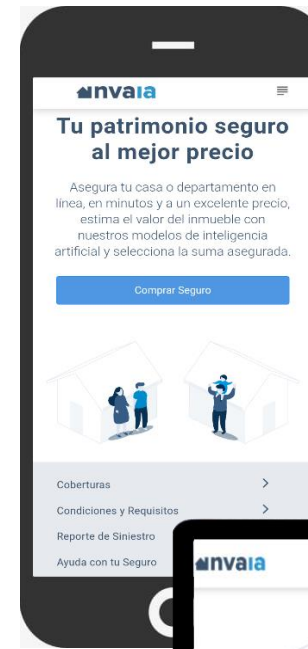 nvaia
Tu patrimonio seguro
al mejor precio
Asegura tu casa o departamento en
línea, en minutos y a un excelente precio,
estima el valor del inmueble con
nuestros modelos de inteligencia
artificial y selecciona la suma asegurada.
Comprar Seguro
Coberturas
Condiciones y Requisitos
Reporte de Siniestro
Ayuda con tu Seguro
nvaia